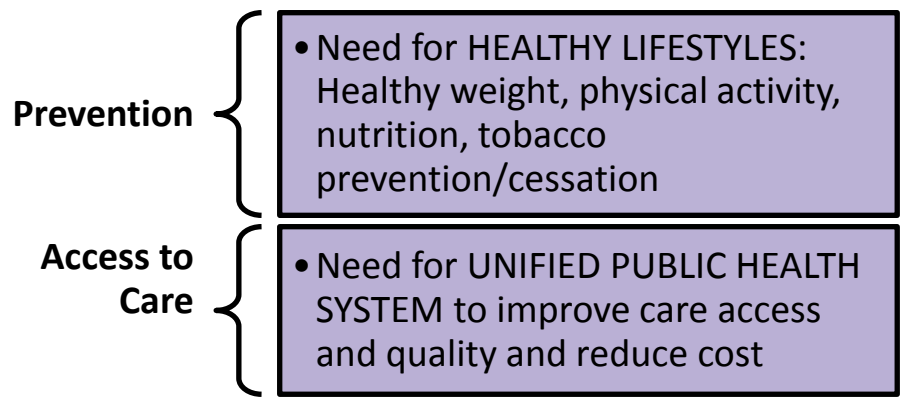 Prevention
• Need for HEALTHY LIFESTYLES:
Healthy weight, physical activity,
nutrition, tobacco
prevention/cessation
Access to
Care
• Need for UNIFIED PUBLIC HEALTH
SYSTEM to improve care access
and quality and reduce cost